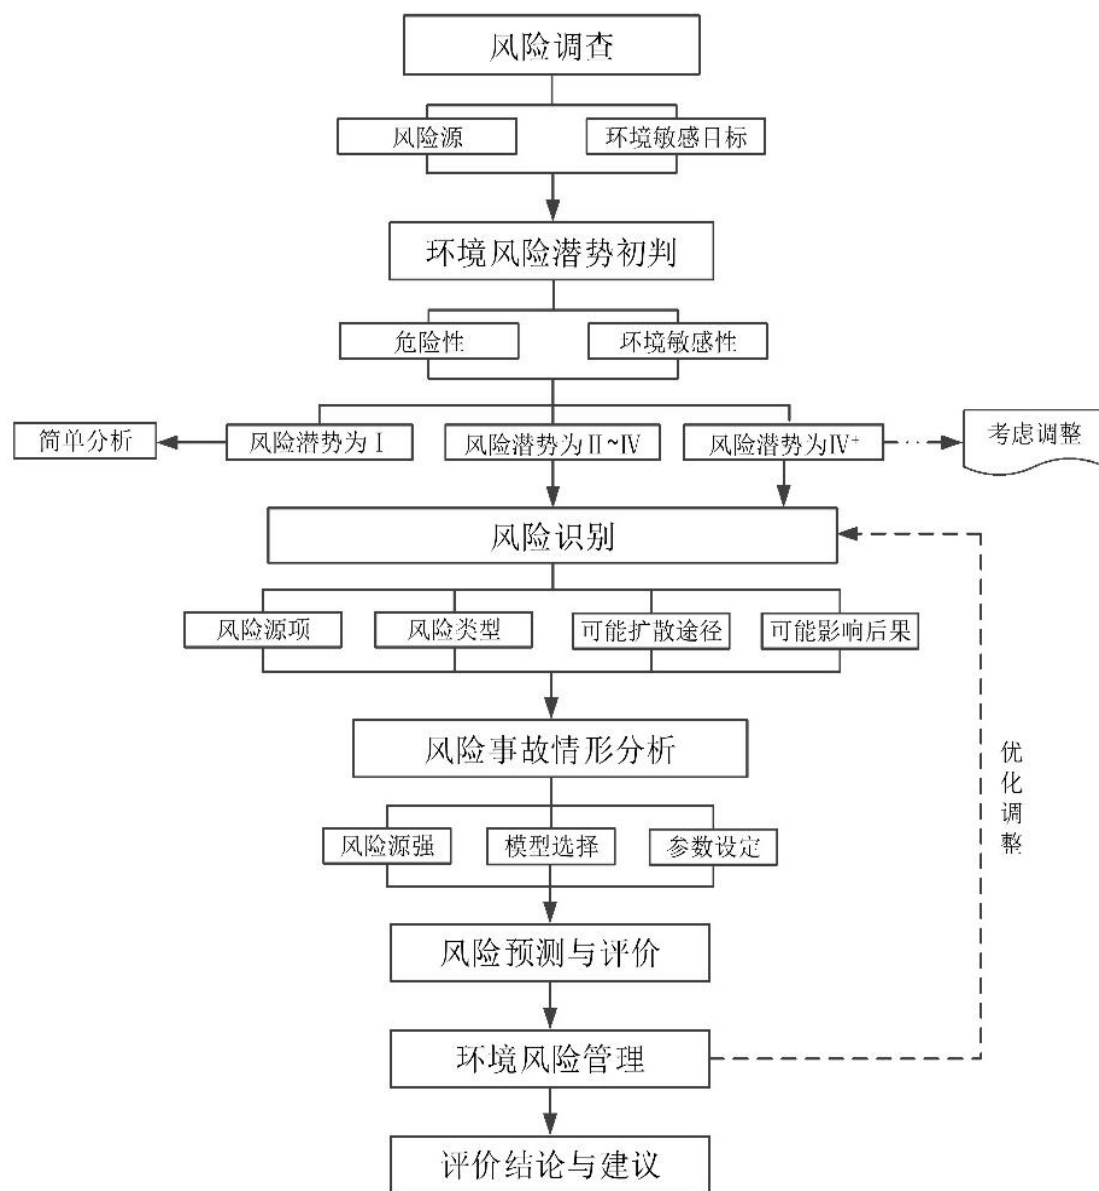 风险调查
风险源
环境敏感目标
环境风险潜势初判
危险性
环境敏感性
简单分析
风险潜势为Ⅰ
风险潜势为Ⅱ~Ⅳ
风险潜势为Ⅳ⁺
考虑调整
风险识别
风险源项
风险类型
可能扩散途径
可能影响后果
风险事故情形分析
风险源强
模型选择
参数设定
优化调整
风险预测与评价
环境风险管理
评价结论与建议